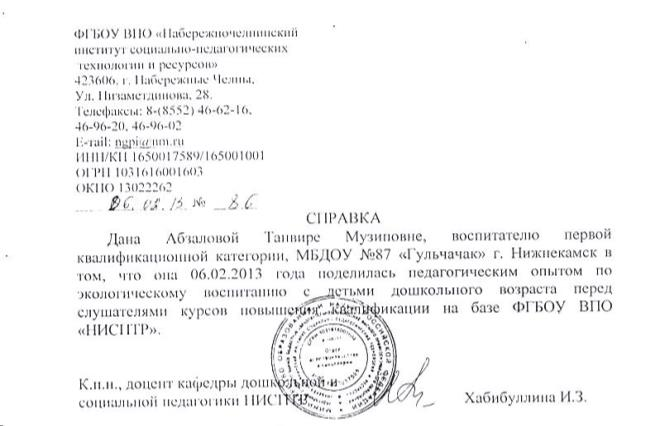 ФГБОУ ВПО «Набережночелнинский
институт социально-педагогических
технологии и ресурсов»
423606, г. Набережные Челны,
Ул. Низаметдинова, 28.
Телефаксы: 8-(8552) 46-62-16,
46-96-20, 46-96-02
E-mail: ngpi@nm.ru
ИНН/КП 1650017589/165001001
ОГРН 1031616001603
ОКПО 13022262
06.02.13 № 86
СПРАВКА
Дана Абзаловой Танвире Музиповне, воспитателю первой
квалификационной категории, МБДОУ №87 «Гульчачак» г. Нижнекамск в
том, что она 06.02.2013 года поделилась педагогическим опытом по
экологическому воспитанию с детьми дошкольного возраста перед
слушателями курсов повышения квалификации на базе ФГБОУ ВПО
«НИСПТР».
К.п.н., доцент кафедры дошкольной и
социальной педагогики НИСПТР
Хабибуллина И.З.